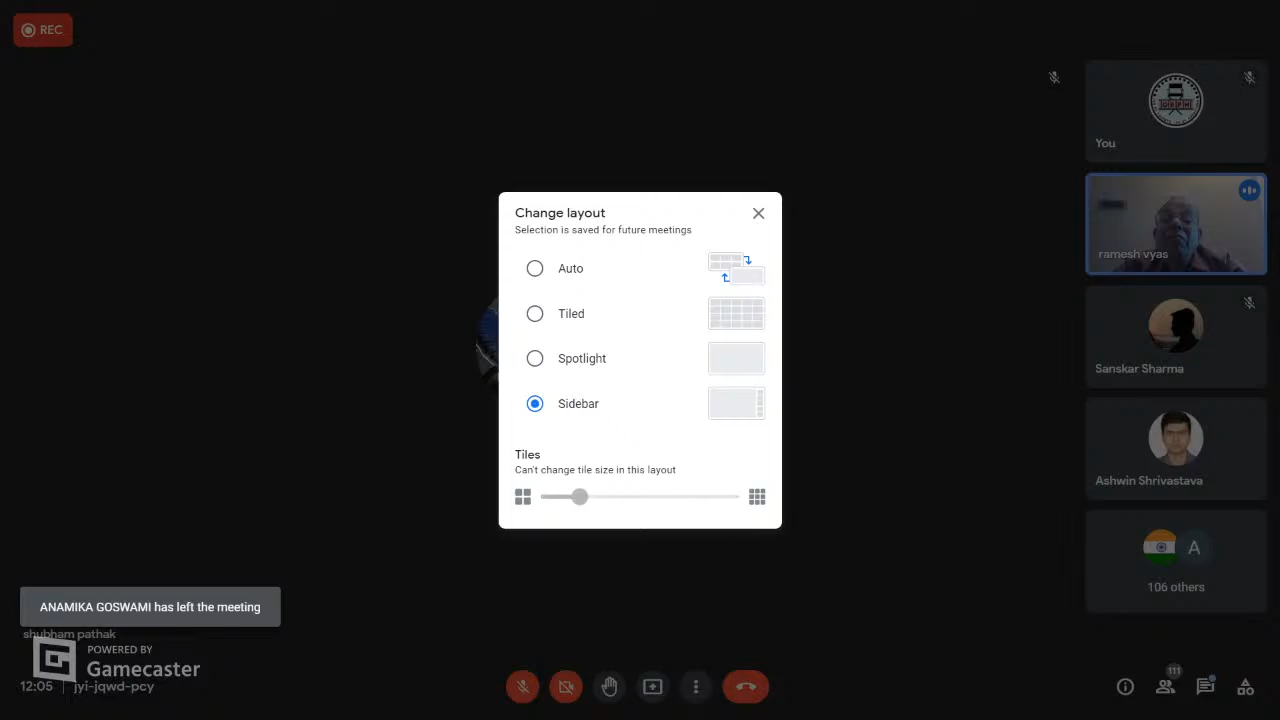 REC
You
ramesh vyas
Sanskar Sharma
Ashwin Shrivastava
A
106 others
Change layout
Selection is saved for future meetings
Auto
Tiled
Spotlight
Sidebar
Tiles
Can't change tile size in this layout
ANAMIKA GOSWAMI has left the meeting
shubham pathak
POWERED BY
Gamecaster
12:05 | jyi-jqwd-pcy
111